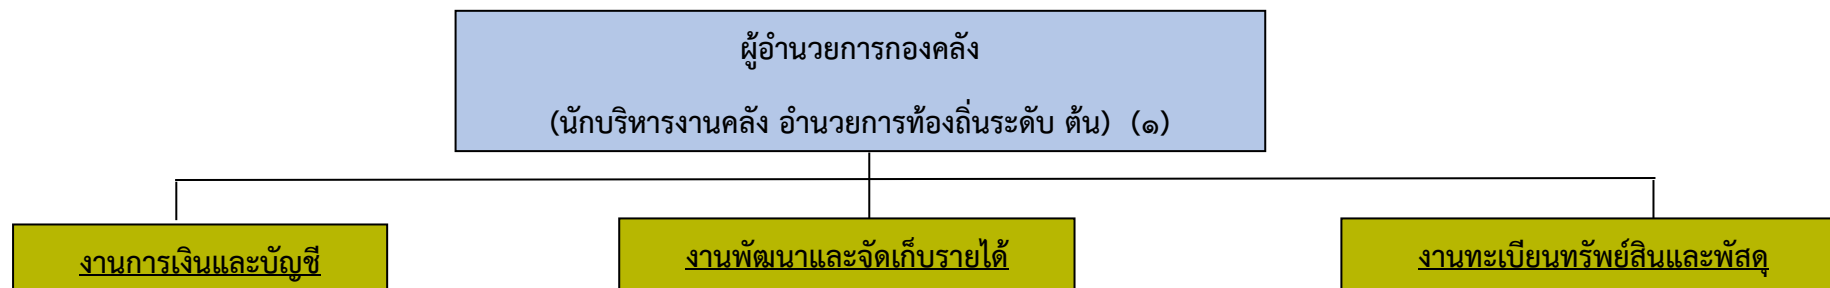 ผู้อำนวยการกองคลัง
(นักบริหารงานคลัง อำนวยการท้องถิ่นระดับ ต้น) (๑)
งานการเงินและบัญชี
งานพัฒนาและจัดเก็บรายได้
งานทะเบียนทรัพย์สินและพัสดุ